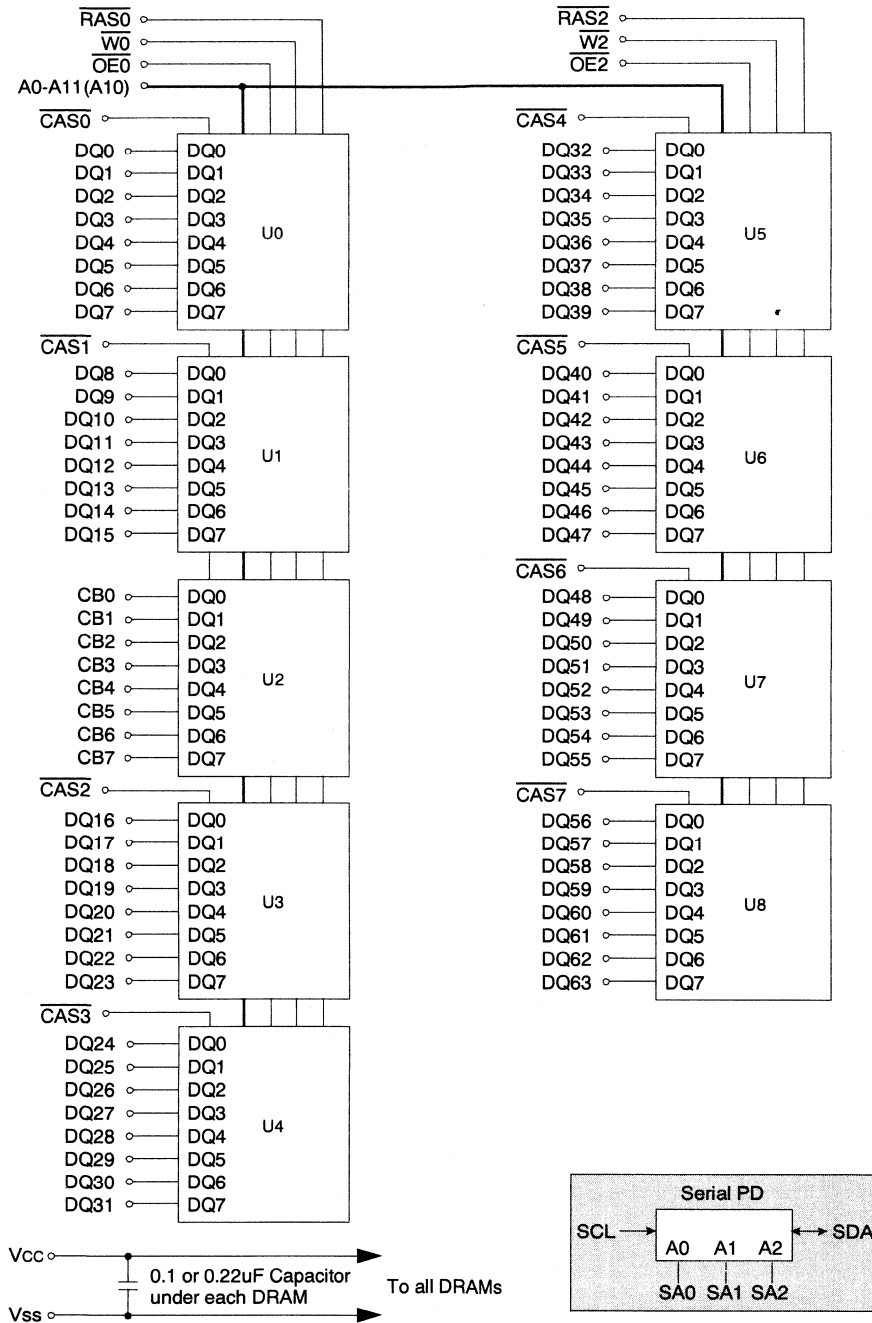 RAS0
W0
OE0
A0-A11(A10)
CAS0
DQ0 DQ0
DQ1 DQ1
DQ2 DQ2
DQ3 DQ3
DQ4 DQ4
DQ5 DQ5
DQ6 DQ6
DQ7 DQ7
U0
CAS1
DQ8 DQ0
DQ9 DQ1
DQ10 DQ2
DQ11 DQ3
DQ12 DQ4
DQ13 DQ5
DQ14 DQ6
DQ15 DQ7
U1
CB0 DQ0
CB1 DQ1
CB2 DQ2
CB3 DQ3
CB4 DQ4
CB5 DQ5
CB6 DQ6
CB7 DQ7
U2
CAS2
DQ16 DQ0
DQ17 DQ1
DQ18 DQ2
DQ19 DQ3
DQ20 DQ4
DQ21 DQ5
DQ22 DQ6
DQ23 DQ7
U3
CAS3
DQ24 DQ0
DQ25 DQ1
DQ26 DQ2
DQ27 DQ3
DQ28 DQ4
DQ29 DQ5
DQ30 DQ6
DQ31 DQ7
U4
RAS2
W2
OE2
CAS4
DQ32 DQ0
DQ33 DQ1
DQ34 DQ2
DQ35 DQ3
DQ36 DQ4
DQ37 DQ5
DQ38 DQ6
DQ39 DQ7
U5
CAS5
DQ40 DQ0
DQ41 DQ1
DQ42 DQ2
DQ43 DQ3
DQ44 DQ4
DQ45 DQ5
DQ46 DQ6
DQ47 DQ7
U6
CAS6
DQ48 DQ0
DQ49 DQ1
DQ50 DQ2
DQ51 DQ3
DQ52 DQ4
DQ53 DQ5
DQ54 DQ6
DQ55 DQ7
U7
CAS7
DQ56 DQ0
DQ57 DQ1
DQ58 DQ2
DQ59 DQ3
DQ60 DQ4
DQ61 DQ5
DQ62 DQ6
DQ63 DQ7
U8
Vcc
0.1 or 0.22uF Capacitor
under each DRAM
To all DRAMs
Vss
Serial PD
SCL
SDA
A0 A1 A2
SA0 SA1 SA2